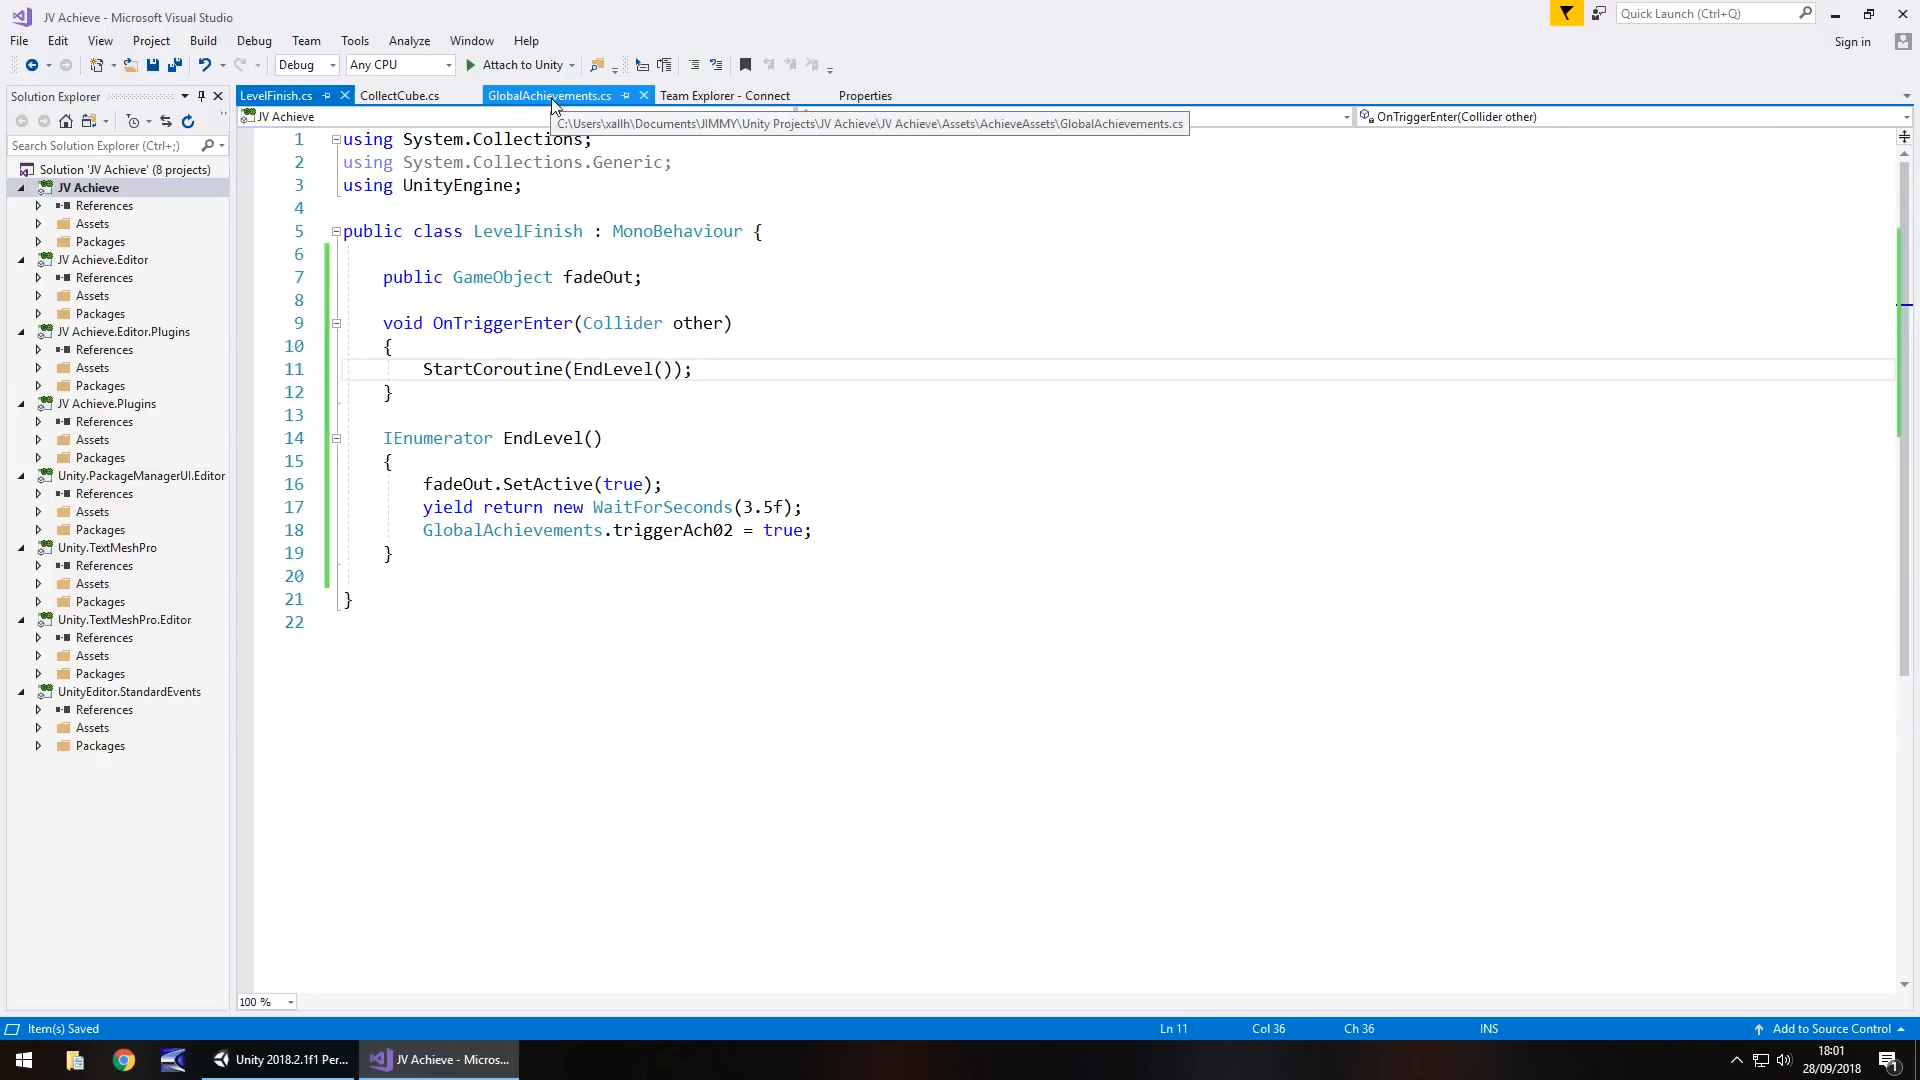 JV Achieve - Microsoft Visual Studio
Quick Launch (Ctrl+Q)
File Edit View Project Build Debug Team Tools Analyze Window Help
Sign in
Debug Any CPU Attach to Unity
Solution Explorer
LevelFinish.cs CollectCube.cs GlobalAchievements.cs Team Explorer - Connect Properties
JV Achieve
OnTriggerEnter(Collider other)
C:\Users\xallh\Documents\JIMMY\Unity Projects\JV Achieve\JV Achieve\Assets\AchieveAssets\GlobalAchievements.cs
Search Solution Explorer (Ctrl+;)
Solution 'JV Achieve' (8 projects)
JV Achieve
References
Assets
Packages
JV Achieve.Editor
References
Assets
Packages
JV Achieve.Editor.Plugins
References
Assets
Packages
JV Achieve.Plugins
References
Assets
Packages
Unity.PackageManagerUI.Editor
References
Assets
Packages
Unity.TextMeshPro
References
Assets
Packages
Unity.TextMeshPro.Editor
References
Assets
Packages
UnityEditor.StandardEvents
References
Assets
Packages
1 using System.Collections;
2 using System.Collections.Generic;
3 using UnityEngine;
4
5 public class LevelFinish : MonoBehaviour {
6
7 public GameObject fadeOut;
8
9 void OnTriggerEnter(Collider other)
10 {
11 StartCoroutine(EndLevel());
12 }
13
14 IEnumerator EndLevel()
15 {
16 fadeOut.SetActive(true);
17 yield return new WaitForSeconds(3.5f);
18 GlobalAchievements.triggerAch02 = true;
19 }
20
21 }
22
100 %
Item(s) Saved
Ln 11 Col 36 Ch 36 INS
Add to Source Control
Unity 2018.2.1f1 Per...
JV Achieve - Micros...
18:01
28/09/2018
1